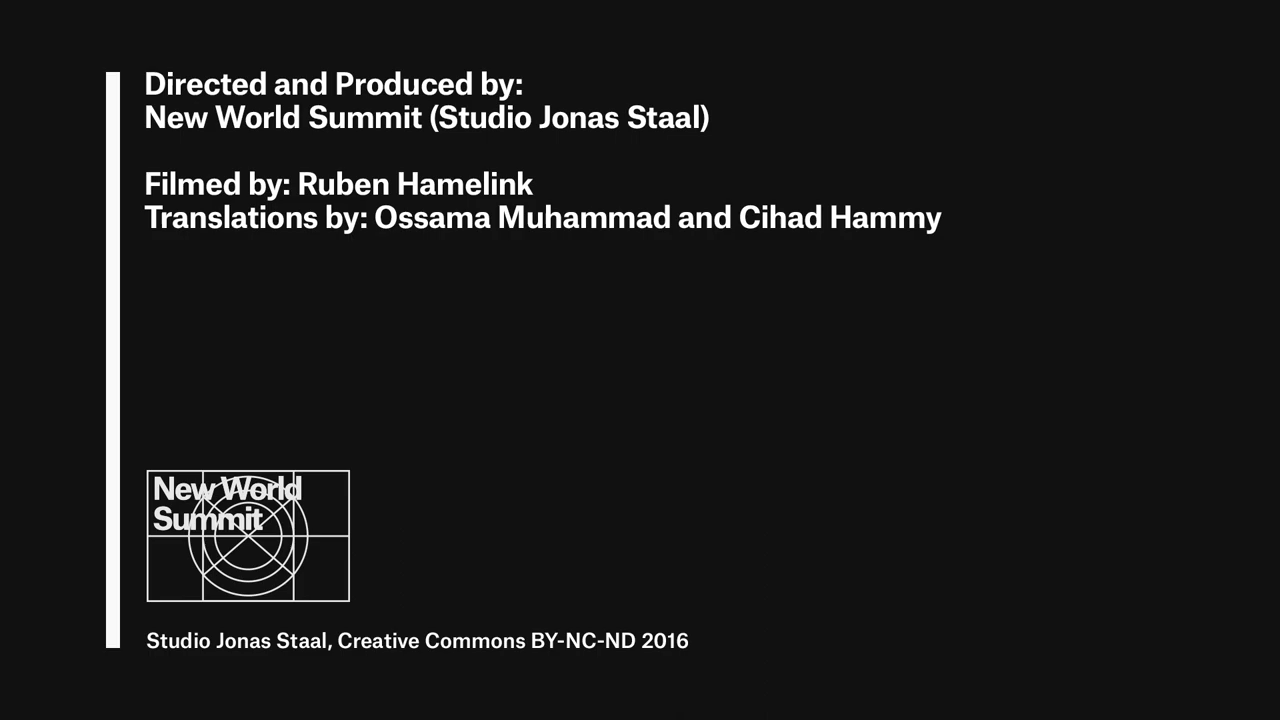 Directed and Produced by:
New World Summit (Studio Jonas Staal)
Filmed by: Ruben Hamelink
Translations by: Ossama Muhammad and Cihad Hammy
New World
Summit
Studio Jonas Staal, Creative Commons BY-NC-ND 2016